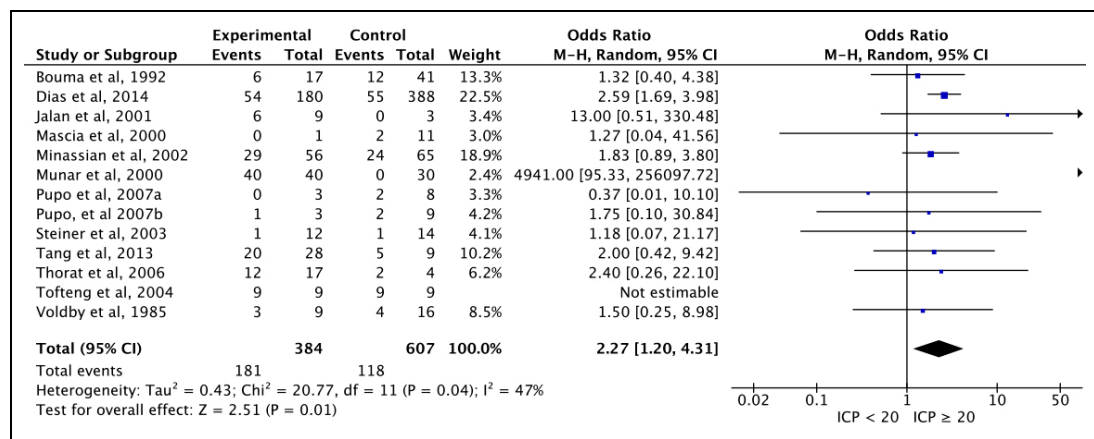 Experimental Control Odds Ratio Odds Ratio
Study or Subgroup Events Total Events Total Weight M-H, Random, 95% CI M-H, Random, 95% CI
Bouma et al, 1992 6 17 12 41 13.3% 1.32 [0.40, 4.38]
Dias et al, 2014 54 180 55 388 22.5% 2.59 [1.69, 3.98]
Jalan et al, 2001 6 9 0 3 3.4% 13.00 [0.51, 330.48]
Mascia et al, 2000 0 1 2 11 3.0% 1.27 [0.04, 41.56]
Minassian et al, 2002 29 56 24 65 18.9% 1.83 [0.89, 3.80]
Munar et al, 2000 40 40 0 30 2.4% 4941.00 [95.33, 256097.72]
Pupo et al, 2007a 0 3 2 8 3.3% 0.37 [0.01, 10.10]
Pupo, et al, 2007b 1 3 2 9 4.2% 1.75 [0.10, 30.84]
Steiner et al, 2003 1 12 1 14 4.1% 1.18 [0.07, 21.17]
Tang et al, 2013 20 28 5 9 10.2% 2.00 [0.42, 9.42]
Thorat et al, 2006 12 17 2 4 6.2% 2.40 [0.26, 22.10]
Tofteng et al, 2004 9 9 9 9 Not estimable
Voldby et al, 1985 3 9 4 16 8.5% 1.50 [0.25, 8.98]
Total (95% CI) 384 607 100.0% 2.27 [1.20, 4.31]
Total events 181 118
Heterogeneity: Tau² = 0.43; Chi² = 20.77, df = 11 (P = 0.04); I² = 47%
Test for overall effect: Z = 2.51 (P = 0.01)
0.02 0.1 1 10 50
ICP < 20 ICP ≥ 20